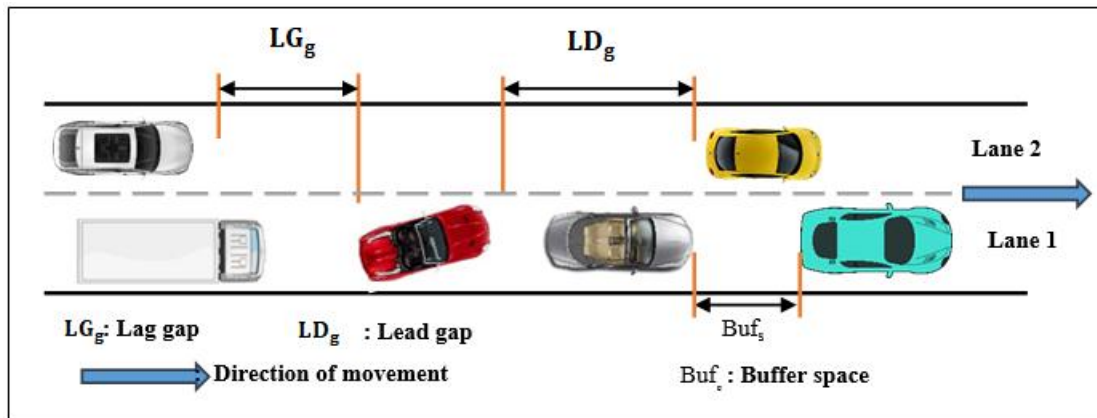 LGg LDg
Lane 2
Lane 1
LGg: Lag gap LDg : Lead gap Bufs
Direction of movement Bufs : Buffer space